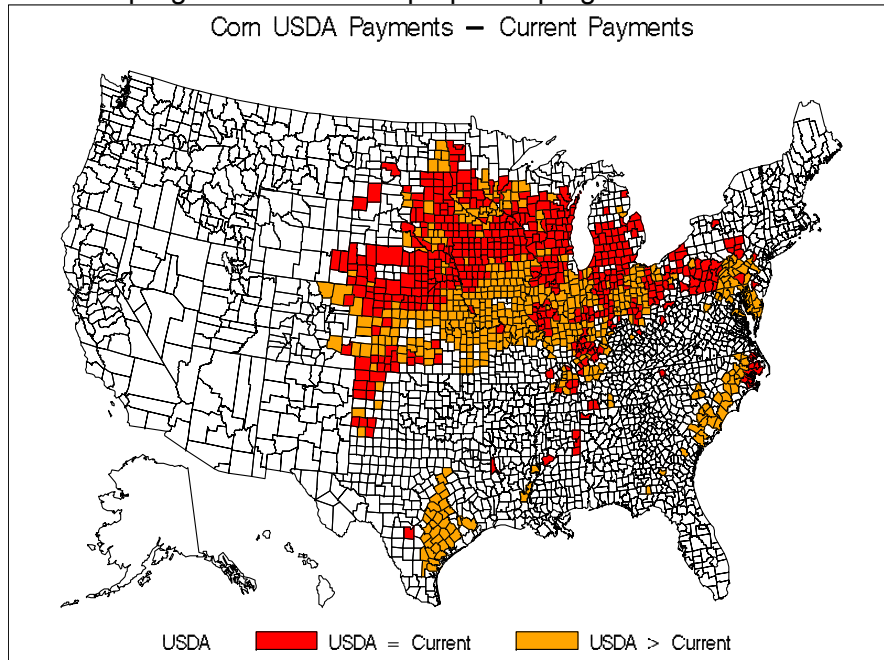 Corn USDA Payments – Current Payments
USDA USDA = Current USDA > Current